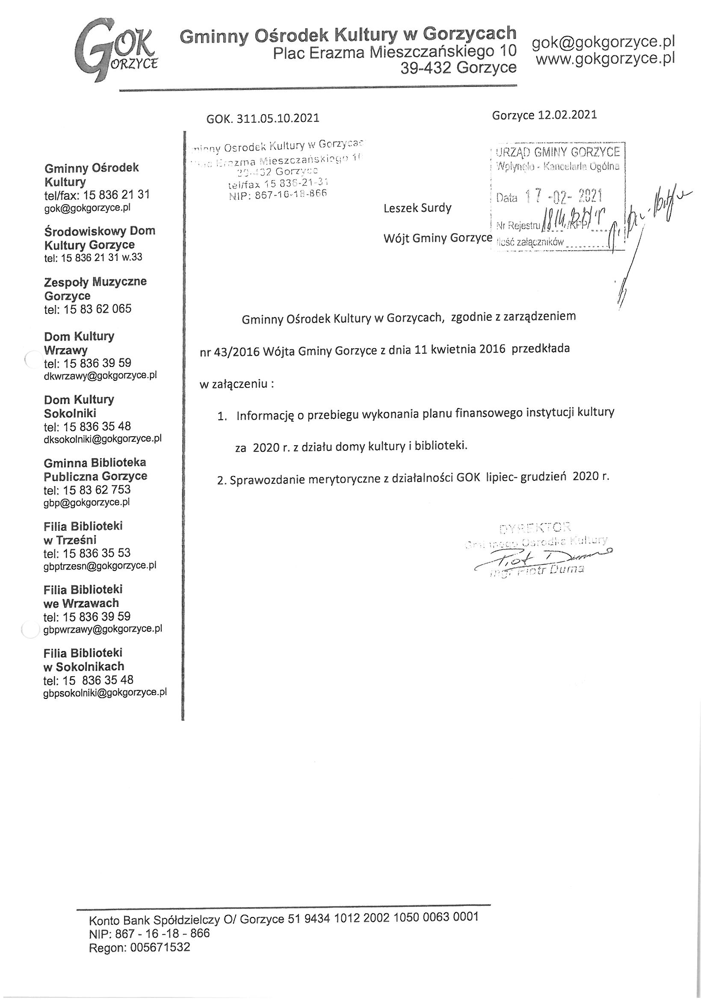 GOK
GORZYCE
Gminny Ośrodek Kultury w Gorzycach
Plac Erazma Mieszczańskiego 10
39-432 Gorzyce
gok@gokgorzyce.pl
www.gokgorzyce.pl
GOK. 311.05.10.2021
Gorzyce 12.02.2021
Osrodek Kultury w Gorzycac
Erazma Mieszczańskiego 10
39-432 Gorzyce
tel/fax 15 836-21-31
NIP: 867-16-18-866
URZĄD GMINY GORZYCE
Wpłynęło - Kancelaria Ogólna
Data 17 -02- 2021
Nr Rejestru /KPP/
Ilość załączników
Leszek Surdy
Wójt Gminy Gorzyce
Gminny Ośrodek
Kultury
tel/fax: 15 836 21 31
gok@gokgorzyce.pl
Środowiskowy Dom
Kultury Gorzyce
tel: 15 836 21 31 w.33
Zespoły Muzyczne
Gorzyce
tel: 15 83 62 065
Dom Kultury
Wrzawy
tel: 15 836 39 59
dkwrzawy@gokgorzyce.pl
Dom Kultury
Sokolniki
tel: 15 836 35 48
dksokolniki@gokgorzyce.pl
Gminna Biblioteka
Publiczna Gorzyce
tel: 15 83 62 753
gbp@gokgorzyce.pl
Filia Biblioteki
w Trześni
tel: 15 836 35 53
gbptrzesn@gokgorzyce.pl
Filia Biblioteki
we Wrzawach
tel: 15 836 39 59
gbpwrzawy@gokgorzyce.pl
Filia Biblioteki
w Sokolnikach
tel: 15 836 35 48
gbpsokolniki@gokgorzyce.pl
Gminny Ośrodek Kultury w Gorzycach, zgodnie z zarządzeniem
nr 43/2016 Wójta Gminy Gorzyce z dnia 11 kwietnia 2016 przedkłada
w załączeniu :
1. Informację o przebiegu wykonania planu finansowego instytucji kultury
za 2020 r. z działu domy kultury i biblioteki.
2. Sprawozdanie merytoryczne z działalności GOK lipiec- grudzień 2020 r.
DYREKTOR
Gminnego Ośrodka Kultury
Piotr Duma
mgr Piotr Duma
Konto Bank Spółdzielczy O/ Gorzyce 51 9434 1012 2002 1050 0063 0001
NIP: 867 - 16 -18 - 866
Regon: 005671532